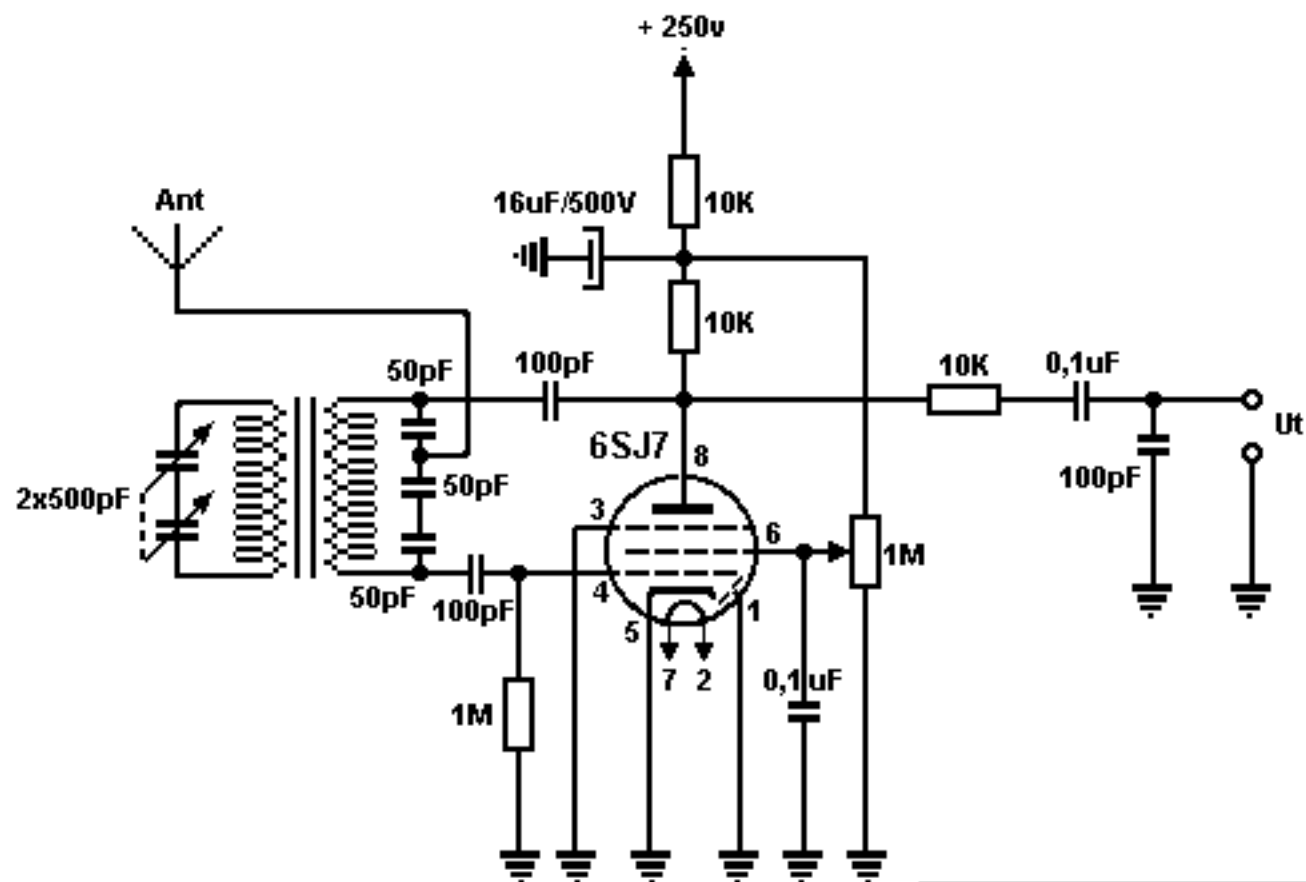 + 250v
Ant
16uF/500V
10K
10K
50pF
100pF
10K
0,1uF
Ut
6SJ7
8
50pF
100pF
2x500pF
3
6
1M
50pF
100pF
4
5
1
7
2
0,1uF
1M